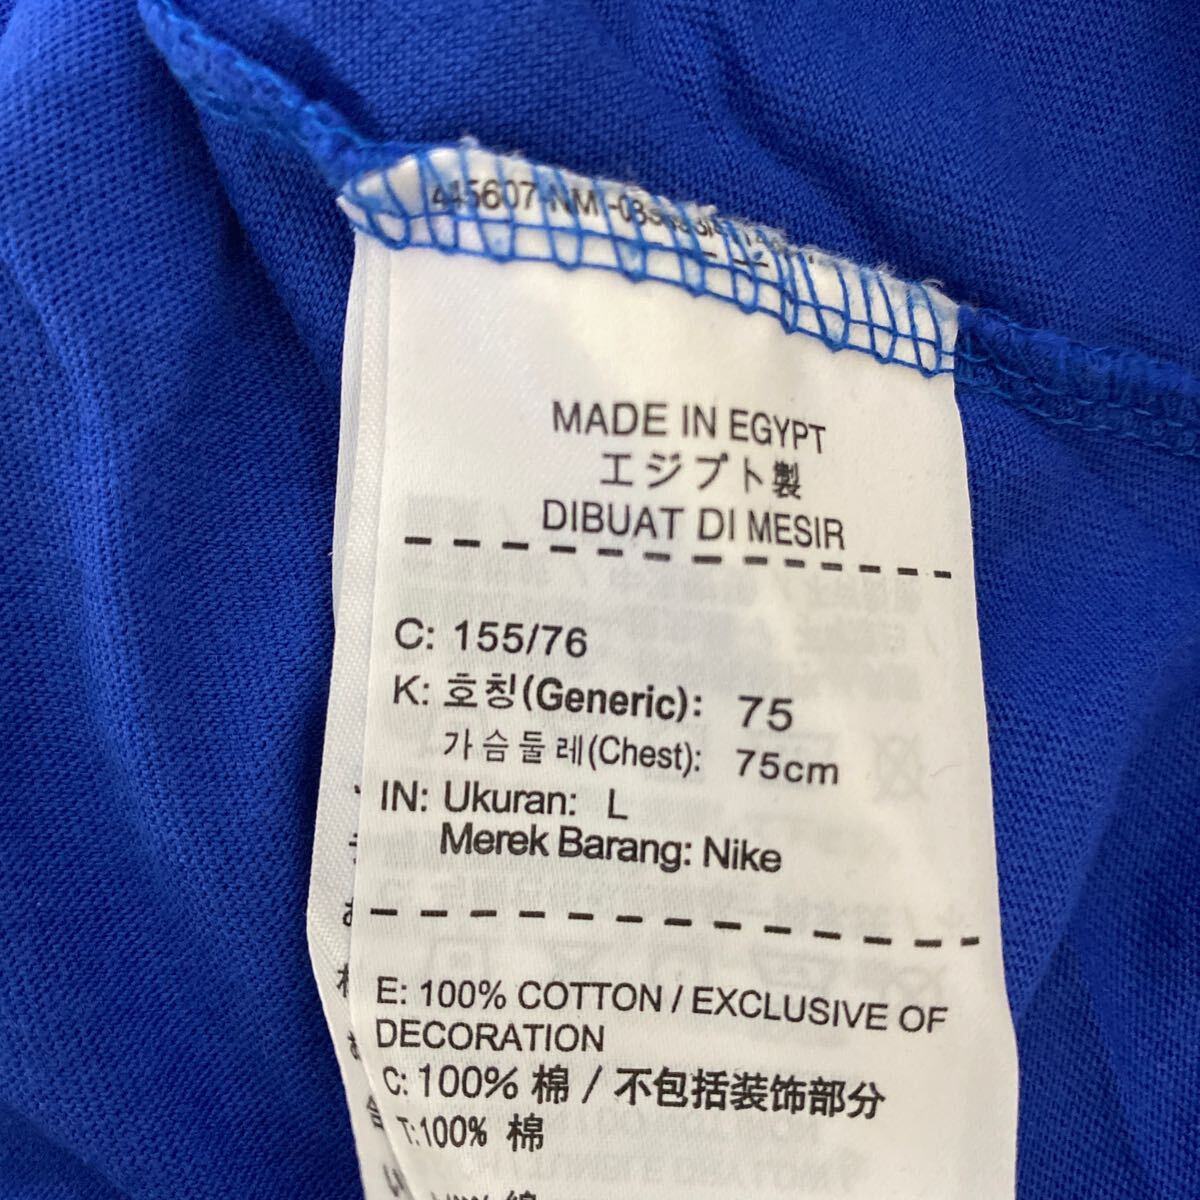 MADE IN EGYPT
エジプト製
DIBUAT DI MESIR
C: 155/76
K: 호칭(Generic): 75
가슴둘레(Chest): 75cm
IN: Ukuran: L
Merek Barang: Nike
E: 100% COTTON / EXCLUSIVE OF
DECORATION
C: 100% 棉 / 不包括装饰部分
T:100% 棉